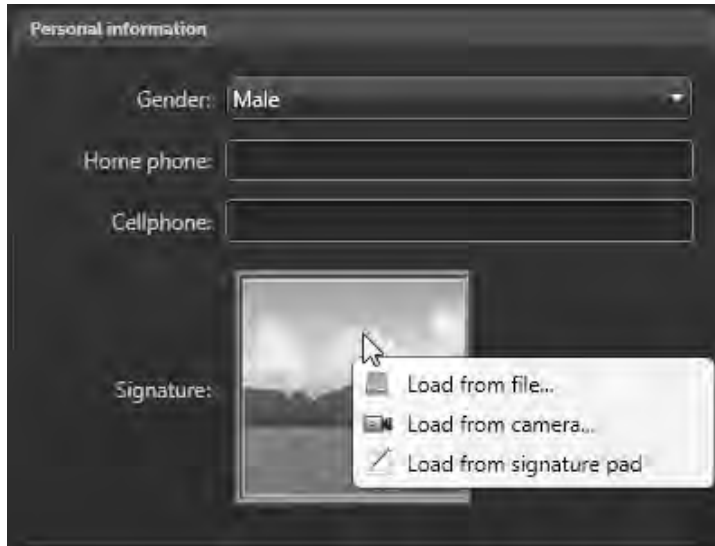 Personal information
Gender: Male
Home phone:
Cellphone:
Signature:
Load from file...
Load from camera...
Load from signature pad